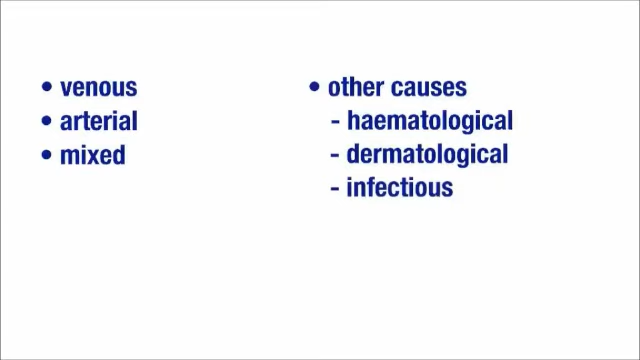 • venous
• arterial
• mixed
• other causes
- haematological
- dermatological
- infectious